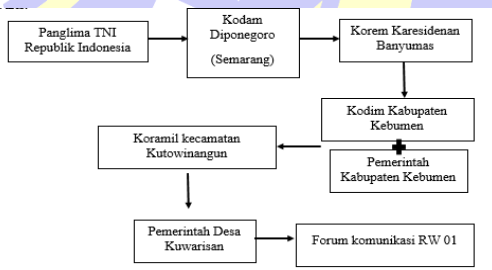 Panglima TNI
Republik Indonesia
Kodam
Diponegoro
(Semarang)
Korem Karesidenan
Banyumas
Kodim Kabupaten
Kebumen
Pemerintah
Kabupaten Kebumen
Koramil kecamatan
Kutowinangun
Pemerintah Desa
Kuwarisan
Forum komunikasi RW 01